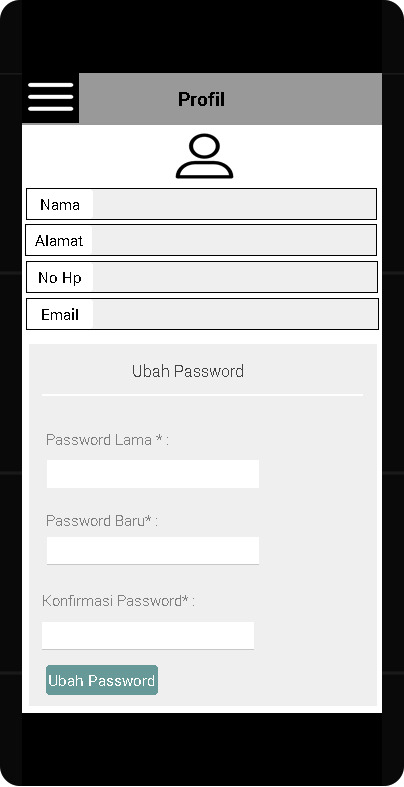 Profil
Nama
Alamat
No Hp
Email
Ubah Password
Password Lama * :
Password Baru* :
Konfirmasi Password* :
Ubah Password